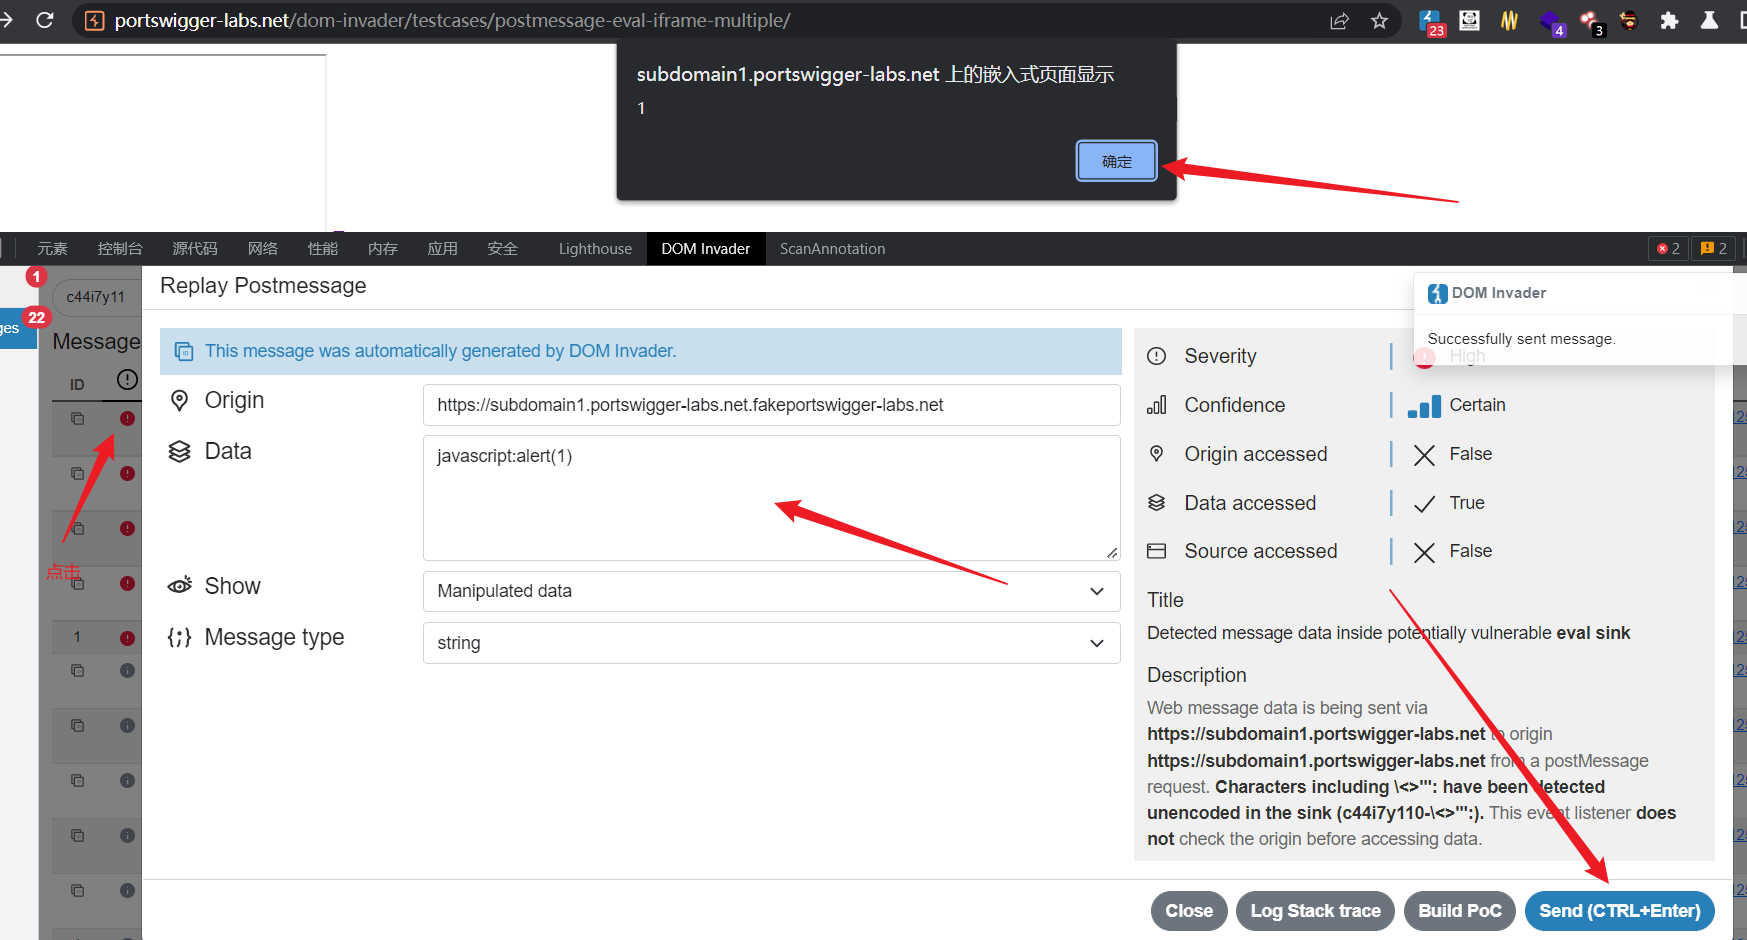 portswigger-labs.net/dom-invader/testcases/postmessage-eval-iframe-multiple/
23
4
3
subdomain1.portswigger-labs.net 上的嵌入式页面显示
1
确定
元素 控制台 源代码 网络 性能 内存 应用 安全 Lighthouse DOM Invader ScanAnnotation 2 2
1
c44i7y11
22
ges
Message
ID
点击
1
Replay Postmessage
This message was automatically generated by DOM Invader.
Origin
https://subdomain1.portswigger-labs.net.fakeportswigger-labs.net
Data
javascript:alert(1)
Show
Manipulated data
Message type
string
DOM Invader
Successfully sent message.
Severity High
Confidence Certain
Origin accessed False
Data accessed True
Source accessed False
Title
Detected message data inside potentially vulnerable eval sink
Description
Web message data is being sent via
https://subdomain1.portswigger-labs.net to origin
https://subdomain1.portswigger-labs.net from a postMessage
request. Characters including \<>'": have been detected
unencoded in the sink (c44i7y110-\<>'":). This event listener does
not check the origin before accessing data.
Close Log Stack trace Build PoC Send (CTRL+Enter)